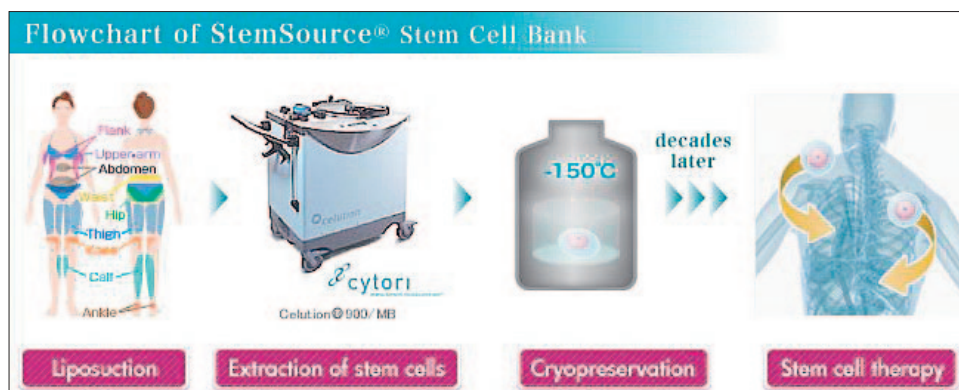 Flowchart of StemSource® Stem Cell Bank
Flank
Upper-arm
Abdomen
Waist
Hip
Thigh
Knee
Calf
Ankle
Celution
cytori
Celution®900/MB
-150℃
decades
later
Liposuction
Extraction of stem cells
Cryopreservation
Stem cell therapy